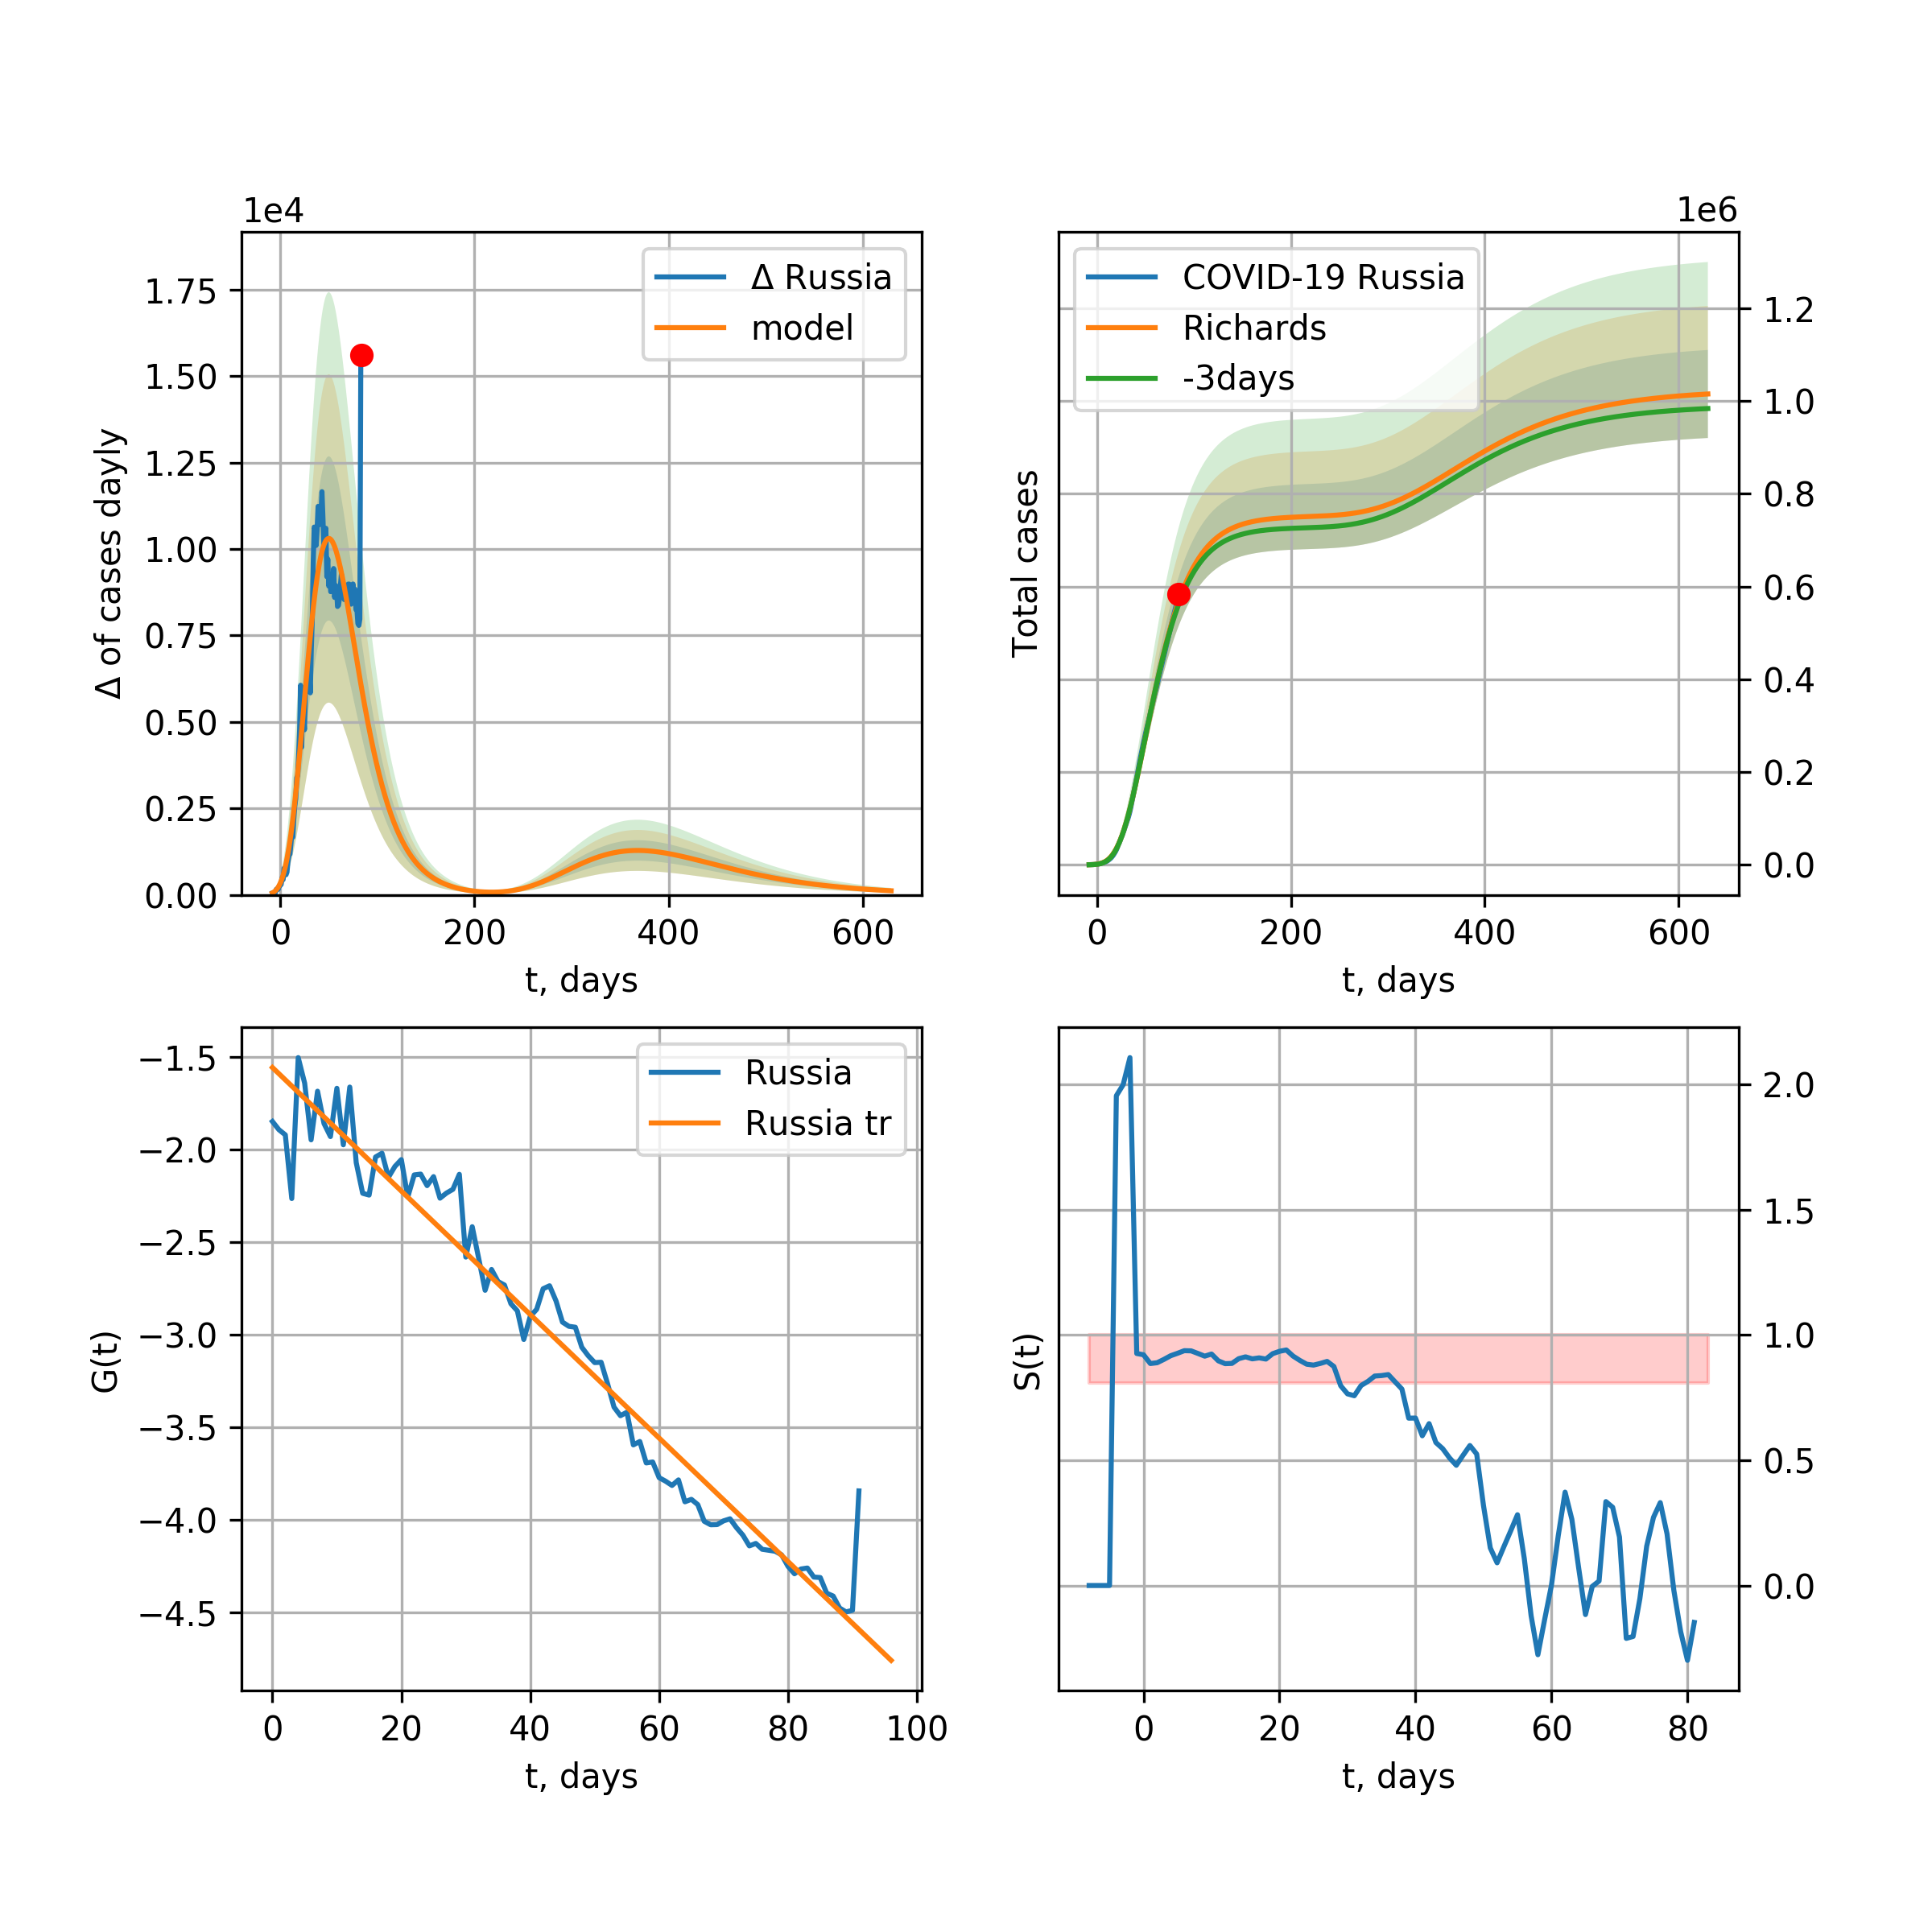 1e4
Δ of cases dayly
1.75
1.50
1.25
1.00
0.75
0.50
0.25
0.00
Δ Russia
model
0 200 400 600
t, days
1e6
Total cases
COVID-19 Russia
Richards
-3days
1.2
1.0
0.8
0.6
0.4
0.2
0.0
0 200 400 600
t, days
G(t)
−1.5
−2.0
−2.5
−3.0
−3.5
−4.0
−4.5
Russia
Russia tr
0 20 40 60 80 100
t, days
S(t)
2.0
1.5
1.0
0.5
0.0
0 20 40 60 80
t, days